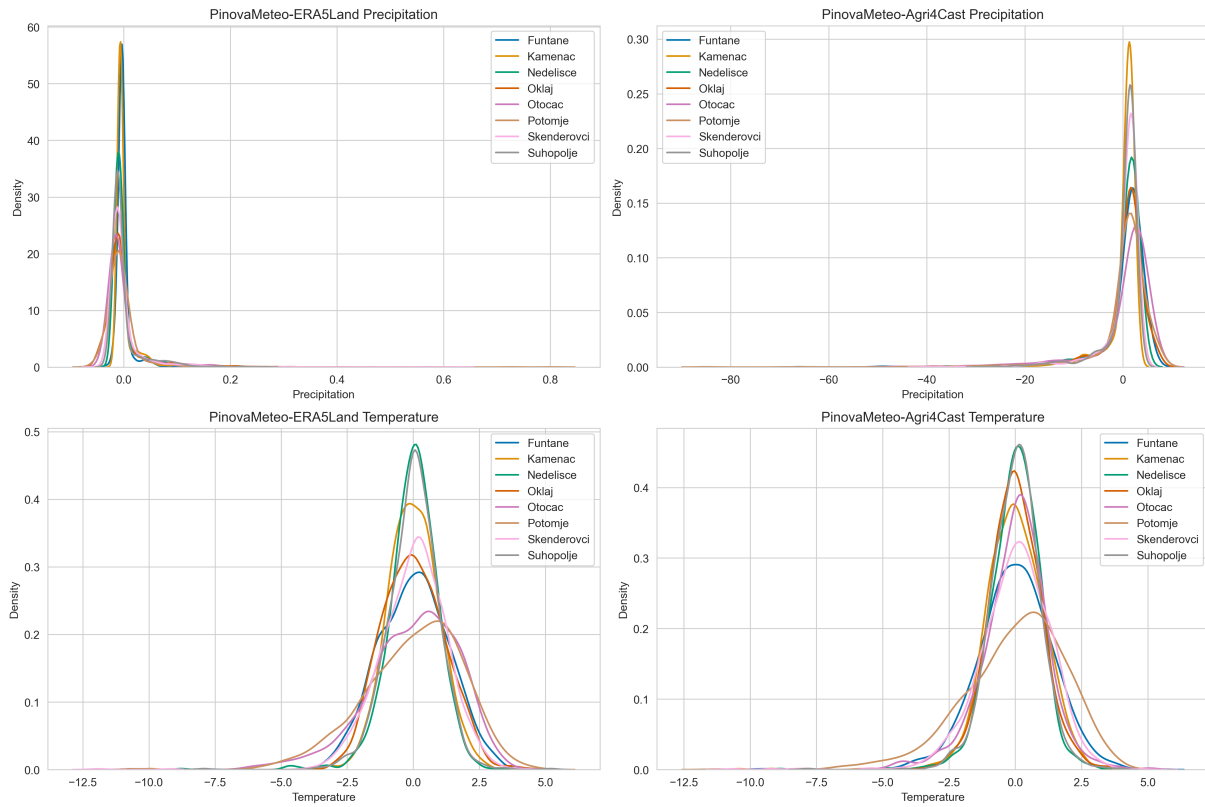 PinovaMeteo-ERA5Land Precipitation
60
50
40
30
20
10
0
Density
0.0
0.2
0.4
0.6
0.8
Precipitation
Funtane
Kamenac
Nedelisce
Oklaj
Otocac
Potomje
Skenderovci
Suhopolje
PinovaMeteo-Agri4Cast Precipitation
0.30
0.25
0.20
0.15
0.10
0.05
0.00
Density
−80
−60
−40
−20
0
Precipitation
Funtane
Kamenac
Nedelisce
Oklaj
Otocac
Potomje
Skenderovci
Suhopolje
PinovaMeteo-ERA5Land Temperature
0.5
0.4
0.3
0.2
0.1
0.0
Density
−12.5
−10.0
−7.5
−5.0
−2.5
0.0
2.5
5.0
Temperature
Funtane
Kamenac
Nedelisce
Oklaj
Otocac
Potomje
Skenderovci
Suhopolje
PinovaMeteo-Agri4Cast Temperature
0.4
0.3
0.2
0.1
0.0
Density
−12.5
−10.0
−7.5
−5.0
−2.5
0.0
2.5
5.0
Temperature
Funtane
Kamenac
Nedelisce
Oklaj
Otocac
Potomje
Skenderovci
Suhopolje